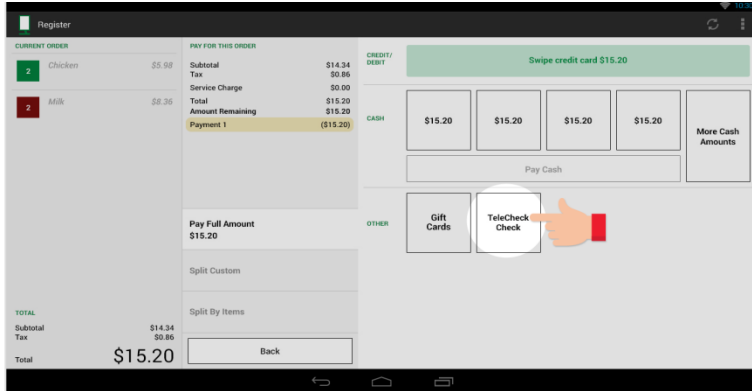 10:30
Register
CURRENT ORDER
2 Chicken $5.98
2 Milk $8.36
TOTAL
Subtotal $14.34
Tax $0.86
Total $15.20
PAY FOR THIS ORDER
Subtotal $14.34
Tax $0.86
Service Charge $0.00
Total $15.20
Amount Remaining $15.20
Payment 1 ($15.20)
Pay Full Amount
$15.20
Split Custom
Split By Items
Back
CREDIT/
DEBIT
Swipe credit card $15.20
CASH
$15.20 $15.20 $15.20 $15.20
More Cash
Amounts
Pay Cash
OTHER
Gift
Cards
TeleCheck
Check